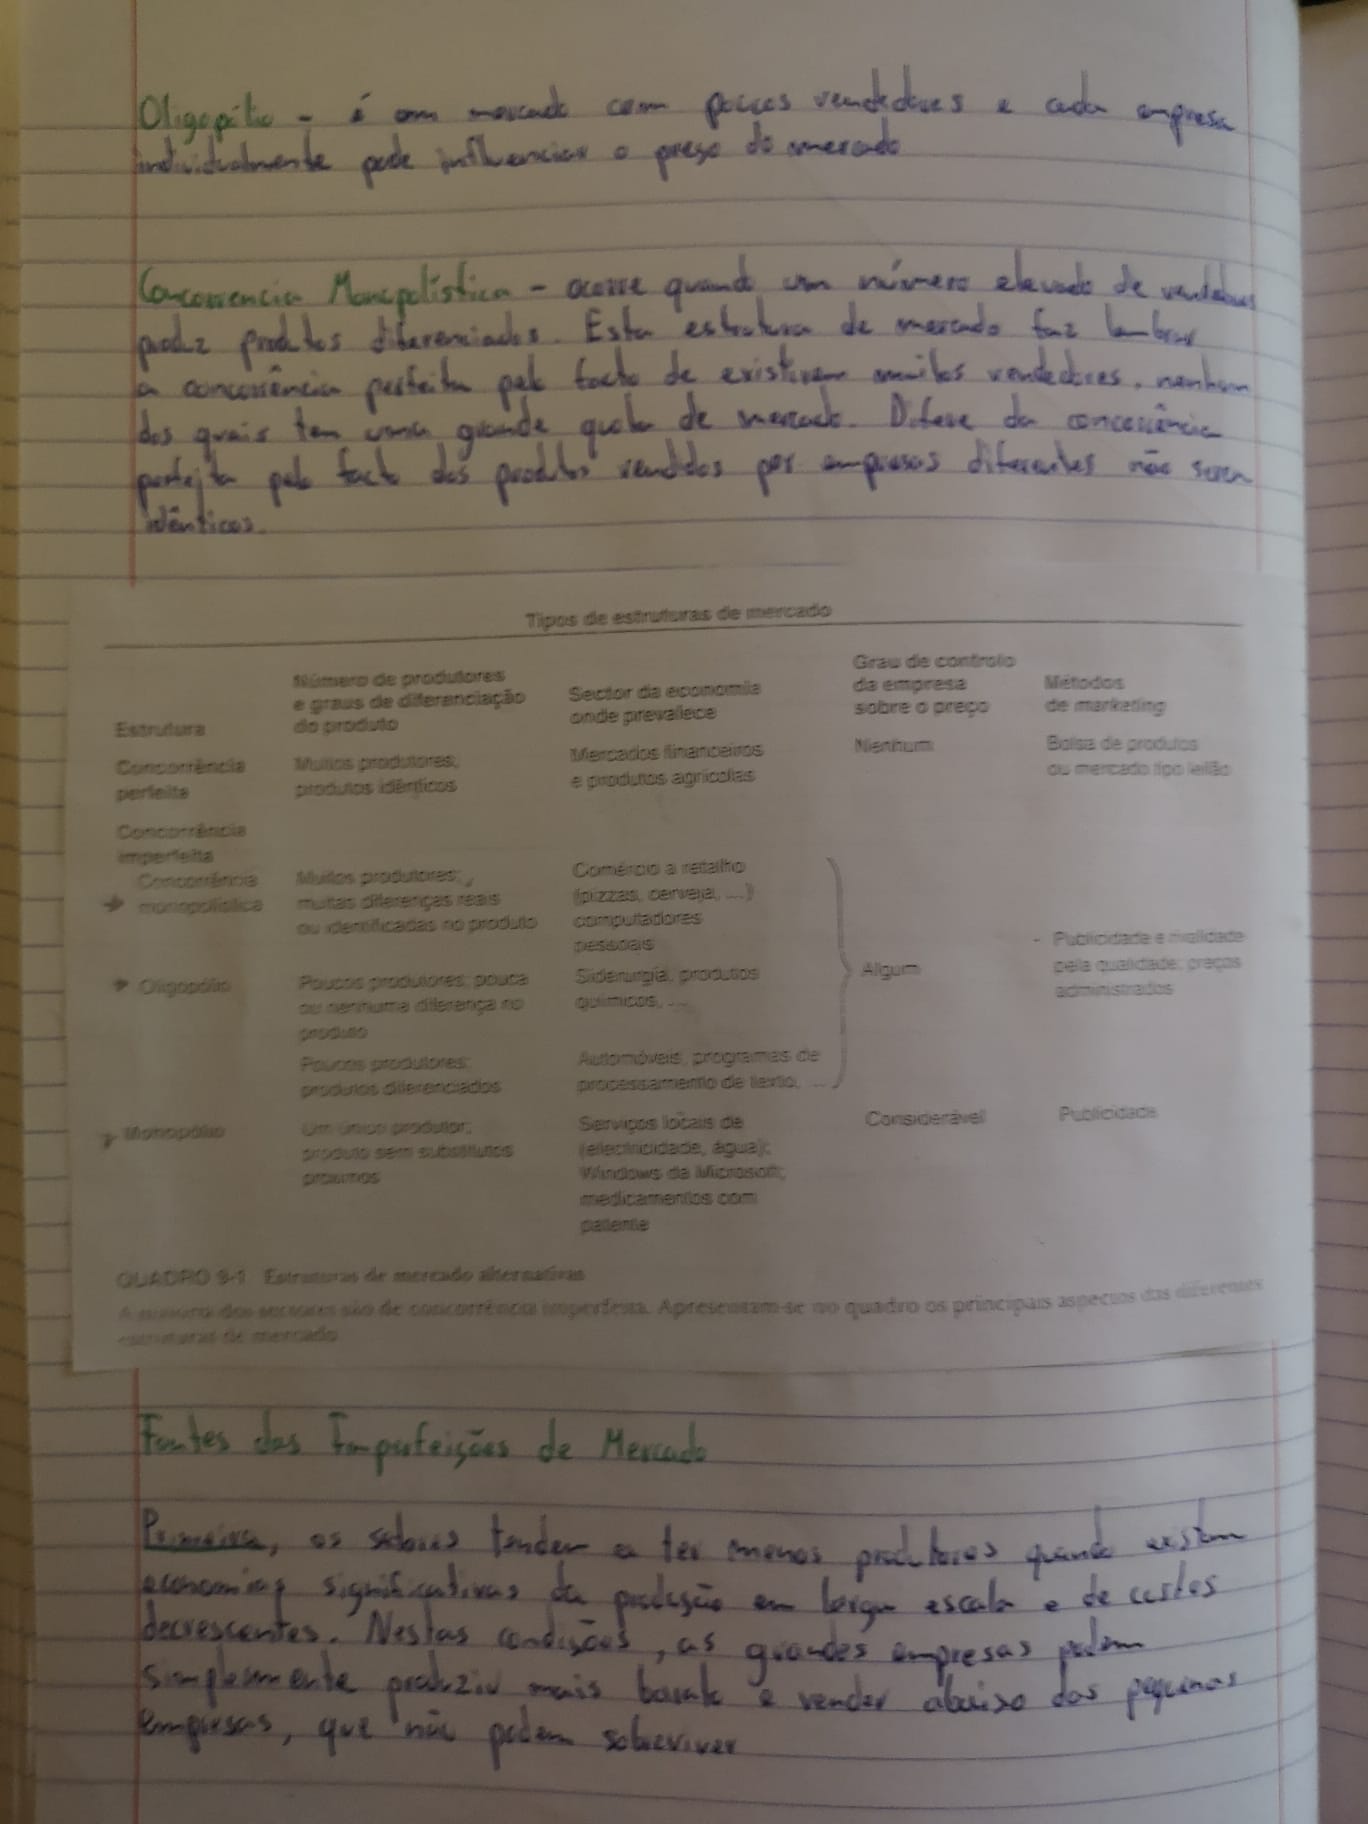 Oligopólio - é um mercado com poucos vendedores e cada empresa
individualmente pode influenciar o preço do mercado
Concorrencia Monopolística - ocorre quando um número elevado de vendedores
produz produtos diferenciados. Esta estrutura de mercado faz lembrar
a concorrência perfeita pelo facto de existirem muitos vendedores, nenhum
dos quais tem uma grande quota de mercado. Difere da concorrência
perfeita pelo facto dos produtos vendidos por empresas diferentes não serem
idênticos.
Tipos de estruturas de mercado
Estrutura
Número de produtores
e graus de diferenciação
do produto
Sector da economia
onde prevalece
Grau de controlo
da empresa
sobre o preço
Métodos
de marketing
Concorrência
perfeita
Muitos produtores;
produtos idênticos
Mercados financeiros
e produtos agrícolas
Nenhum
Bolsa de produtos
ou mercado tipo leilão
Concorrência
imperfeita
Concorrência
monopolística
Muitos produtores;
muitas diferenças reais
ou identificadas no produto
Comércio a retalho
(pizzas, cerveja, ...)
computadores
pessoais
Oligopólio
Poucos produtores; pouca
ou nenhuma diferença no
produto
Siderurgia, produtos
químicos, ...
Poucos produtores;
produtos diferenciados
Automóveis, programas de
processamento de texto, ...
Algum
- Publicidade e rivalidade
pela qualidade; preços
administrados
Monopólio
Um único produtor;
produto sem substitutos
próximos
Serviços locais de
(electricidade, água);
Windows da Microsoft;
medicamentos com
patente
Considerável
Publicidade
QUADRO 9-1 Estruturas de mercado alternativas
A maioria dos sectores são de concorrência imperfeita. Apresentam-se no quadro os principais aspectos das diferentes
estruturas de mercado
Fontes das Imperfeições de Mercado
Primeira, os setores tendem a ter menos produtores quando existem
economias significativas da produção em larga escala e de custos
decrescentes. Nestas condições, as grandes empresas podem
simplesmente produzir mais barato e vender abaixo das pequenas
empresas, que não podem sobreviver